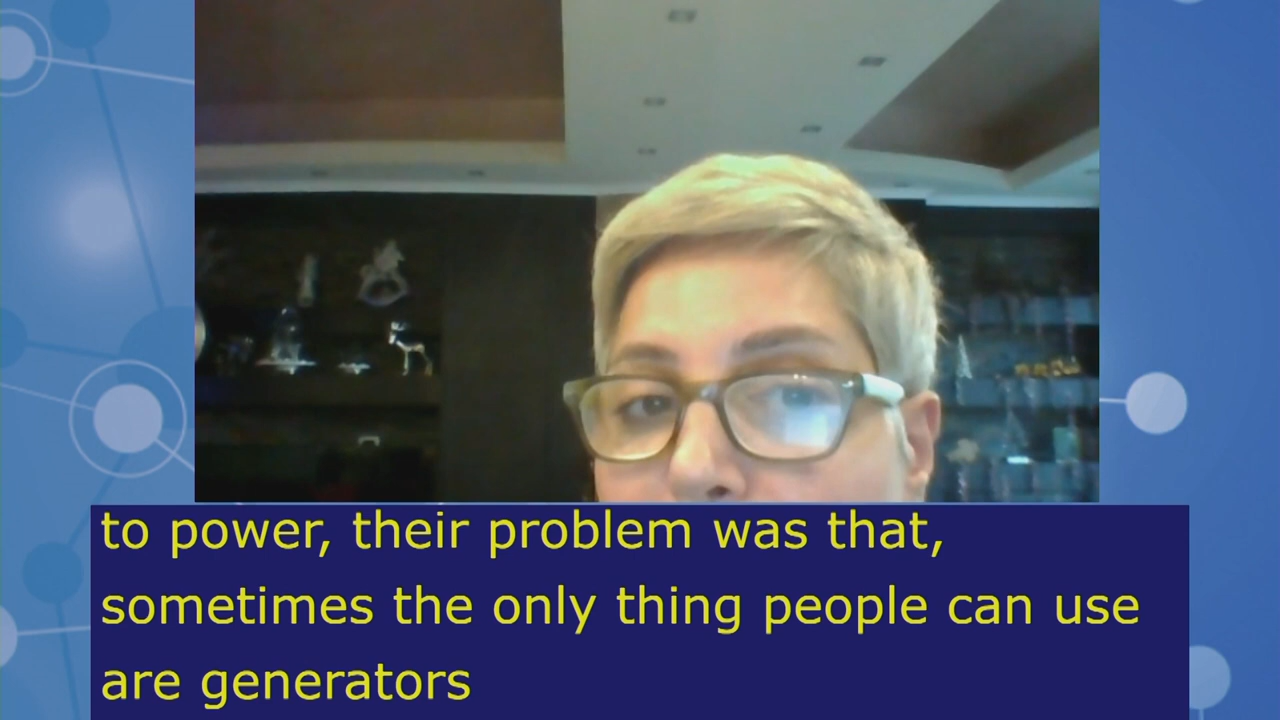 to power, their problem was that,
sometimes the only thing people can use
are generators